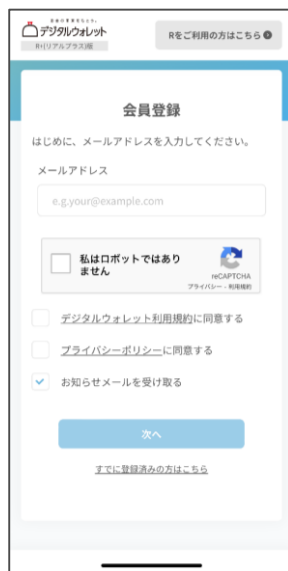 デジタルウォレット
R+(リアルプラス)版
Rをご利用の方はこちら
会員登録
はじめに、メールアドレスを入力してください。
メールアドレス
e.g.your@example.com
私はロボットではあり
ません
reCAPTCHA
プライバシー - 利用規約
デジタルウォレット利用規約に同意する
プライバシーポリシーに同意する
お知らせメールを受け取る
次へ
すでに登録済みの方はこちら